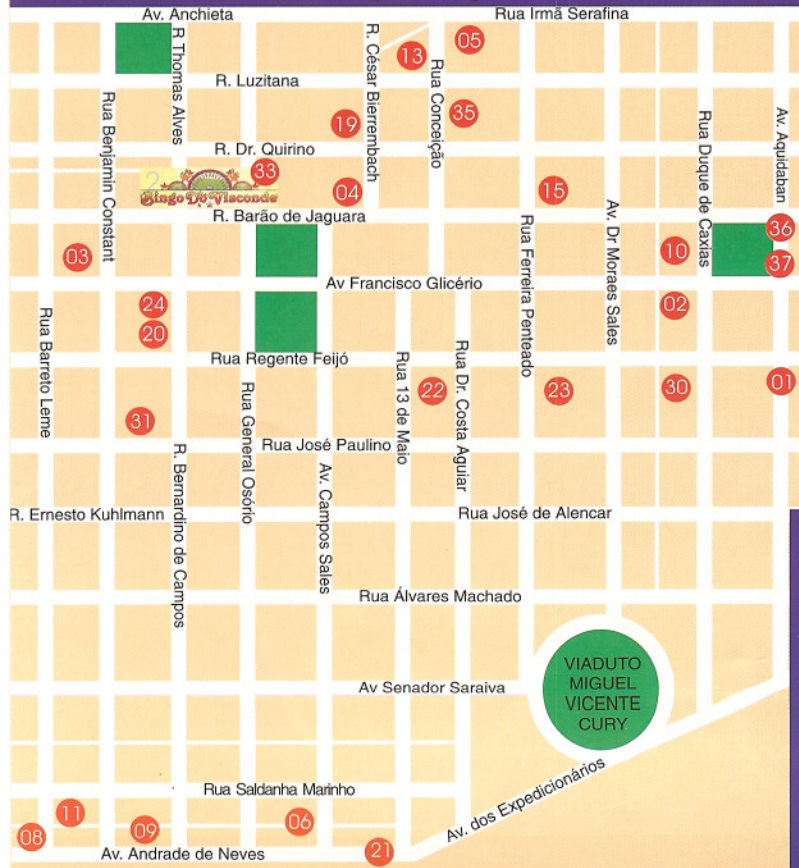 Av. Anchieta
Rua Irmã Serafina
R Thomas Alves
R. César Bierrembach
13
05
Rua Conceição
R. Luzitana
Rua Benjamin Constant
19
35
Rua Duque de Caxias
Av. Aquidaban
R. Dr. Quirino
2
33
Bingo Do Visconde
04
15
R. Barão de Jaguara
Rua Ferreira Penteado
Av. Dr Moraes Sales
03
10
36
37
Av Francisco Glicério
24
20
02
Rua Barreto Leme
Rua Regente Feijó
Rua General Osório
Rua 13 de Maio
22
Rua Dr. Costa Aguiar
23
30
01
31
Rua José Paulino
R. Bernardino de Campos
Av. Campos Sales
R. Ernesto Kuhlmann
Rua José de Alencar
Rua Álvares Machado
VIADUTO
MIGUEL
VICENTE
CURY
Av Senador Saraiva
Rua Saldanha Marinho
Av. dos Expedicionários
11
08
09
06
21
Av. Andrade de Neves